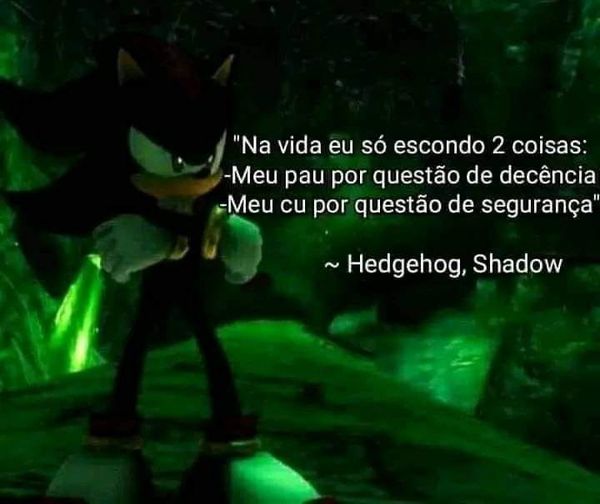 "Na vida eu só escondo 2 coisas:
-Meu pau por questão de decência
-Meu cu por questão de segurança"
~ Hedgehog, Shadow